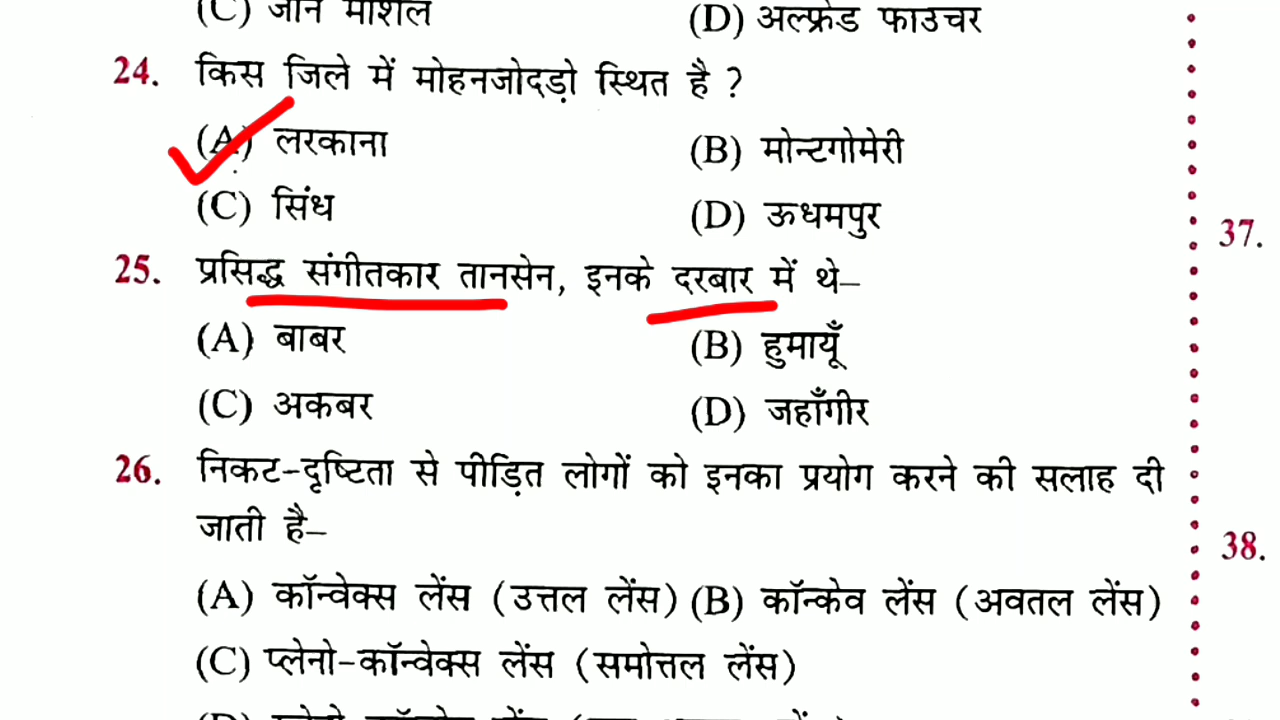 (C) जॉन मार्शल (D) अल्फ्रेड फाउचर
24. किस जिले में मोहनजोदड़ो स्थित है ?
(A) लरकाना (B) मोन्टगोमेरी
(C) सिंध (D) ऊधमपुर
37.
25. प्रसिद्ध संगीतकार तानसेन, इनके दरबार में थे–
(A) बाबर (B) हुमायूँ
(C) अकबर (D) जहाँगीर
26. निकट-दृष्टिता से पीड़ित लोगों को इनका प्रयोग करने की सलाह दी
जाती है–
38.
(A) कॉन्वेक्स लेंस (उत्तल लेंस) (B) कॉन्केव लेंस (अवतल लेंस)
(C) प्लेनो-कॉन्वेक्स लेंस (समोत्तल लेंस)